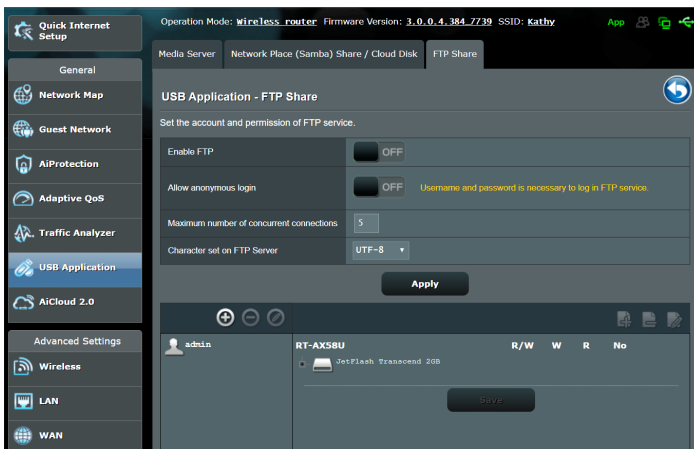 Quick Internet Setup
Operation Mode: Wireless router Firmware Version: 3.0.0.4.384_7739 SSID: Kathy
App
Media Server Network Place (Samba) Share / Cloud Disk FTP Share
General
Network Map
Guest Network
AiProtection
Adaptive QoS
Traffic Analyzer
USB Application
AiCloud 2.0
Advanced Settings
Wireless
LAN
WAN
USB Application - FTP Share
Set the account and permission of FTP service.
Enable FTP OFF
Allow anonymous login OFF Username and password is necessary to log in FTP service.
Maximum number of concurrent connections 5
Character set on FTP Server UTF-8
Apply
admin
RT-AX58U R/W W R No
JetFlash Transcend 2GB
Save